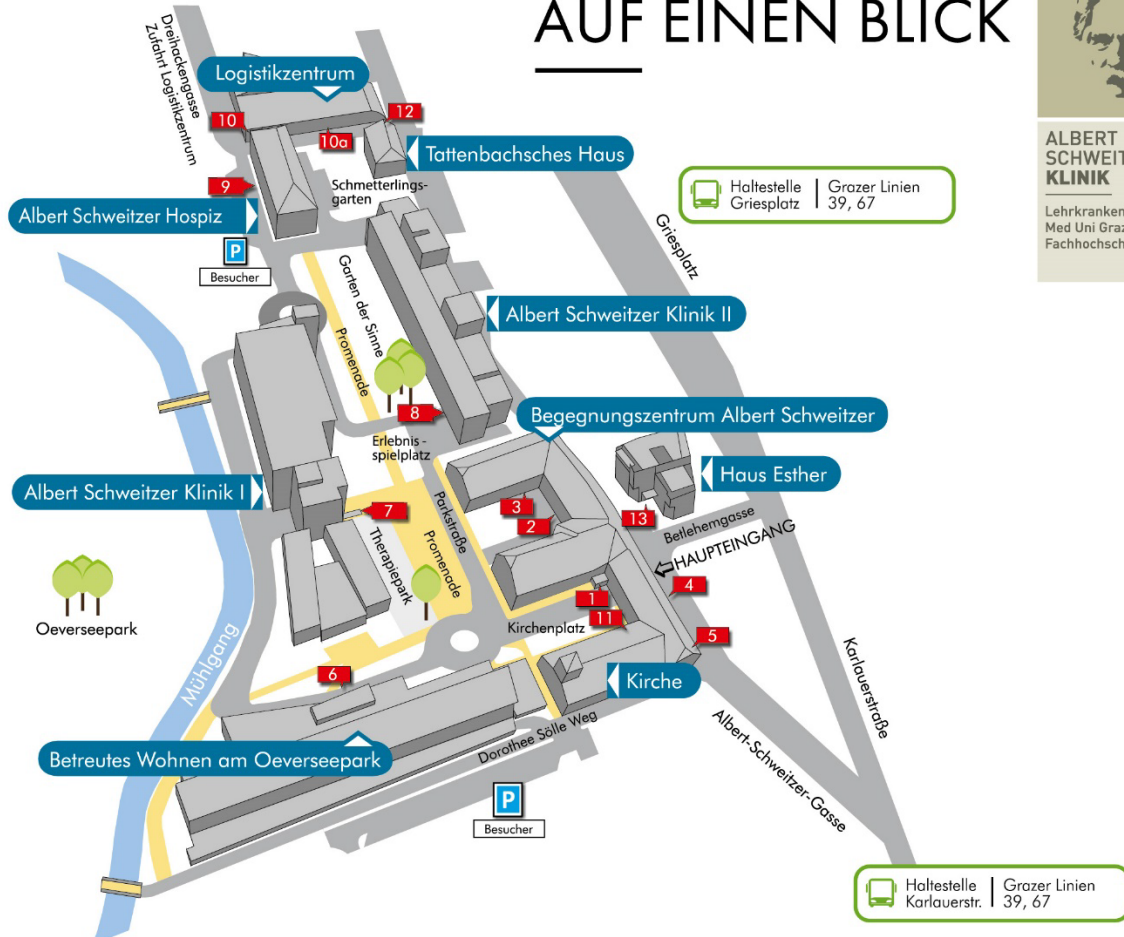 AUF EINEN BLICK
ALBERT
SCHWEIT
KLINIK
Lehrkranken
Med Uni Graz
Fachhochsch
Dreihackengasse
Zufahrt Logistikzentrum
Logistikzentrum
10
10a
12
Tattenbachsches Haus
9
Schmetterlings-
garten
Albert Schweitzer Hospiz
P
Besucher
Haltestelle
Griesplatz
Grazer Linien
39, 67
Griesplatz
Garten der Sinne
Promenade
Albert Schweitzer Klinik II
8
Erlebnis-
spielplatz
Begegnungszentrum Albert Schweitzer
Haus Esther
Albert Schweitzer Klinik I
7
3
2
13
Parkstraße
Promenade
Therapiepark
Betlehemgasse
HAUPTEINGANG
1
4
11
5
Kirchenplatz
Oeverseepark
Mühlgang
6
Kirche
Karlauerstraße
Albert-Schweitzer-Gasse
Dorothee Sölle Weg
Betreutes Wohnen am Oeverseepark
P
Besucher
Haltestelle
Karlauerstr.
Grazer Linien
39, 67